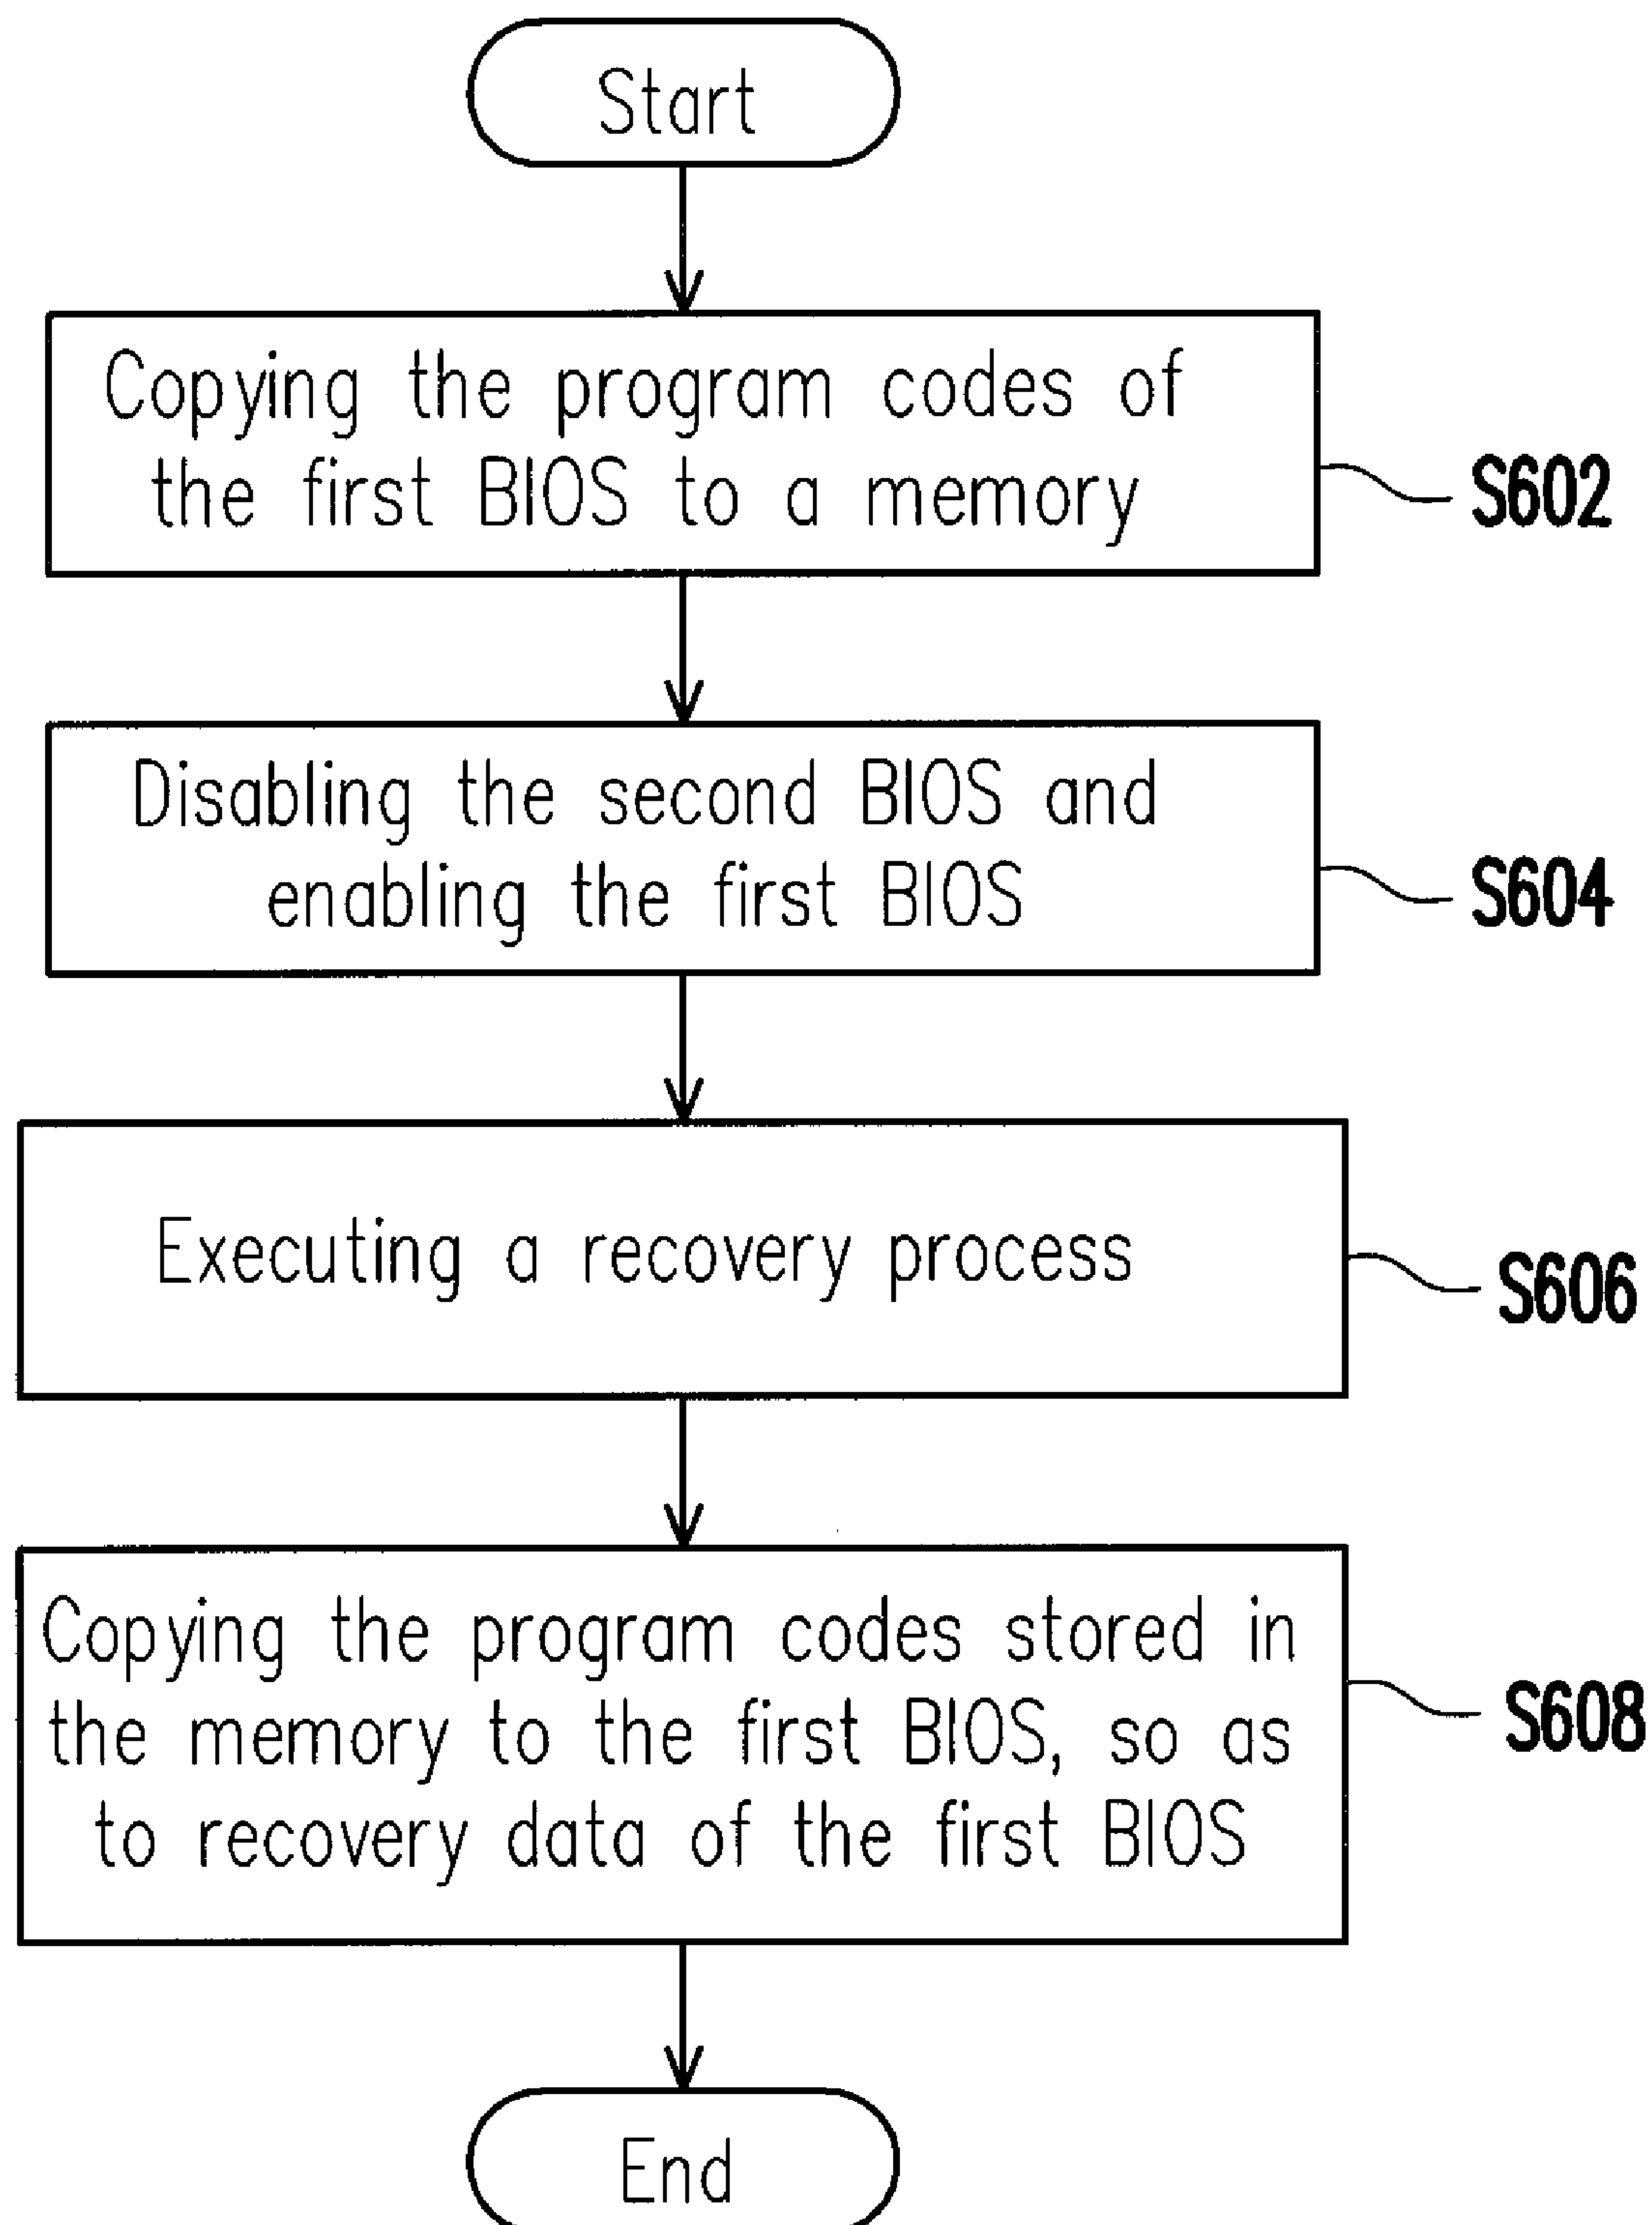 Start
Copying the program codes of
the first BIOS to a memory
S602
Disabling the second BIOS and
enabling the first BIOS
S604
Executing a recovery process
S606
Copying the program codes stored in
the memory to the first BIOS, so as
to recovery data of the first BIOS
S608
End